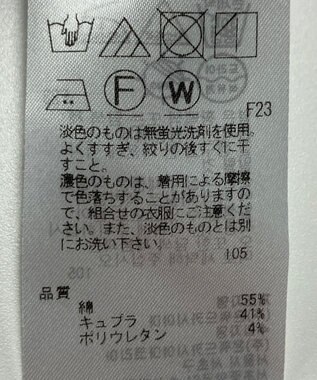 F W
F23
淡色のものは無蛍光洗剤を使用。
よくすすぎ、絞りの後すぐに干
すこと。
濃色のものは、着用による摩擦
で色落ちすることがありますの
で、組合せの衣服にご注意くださ
い。また、淡色のものとは別
にお洗い下さい。
105
品質
綿 55%
キュプラ 41%
ポリウレタン 4%